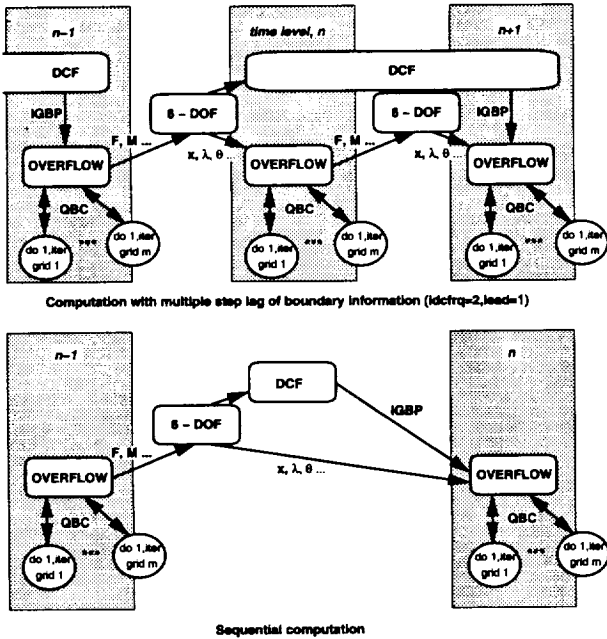 n-1
time level, n
n+1
DCF
DCF
6 - DOF
6 - DOF
IGBP
IGBP
F, M ...
F, M ...
OVERFLOW
x, λ, θ ...
OVERFLOW
x, λ, θ ...
OVERFLOW
QBC
QBC
QBC
do 1,iter
grid 1
***
do 1,iter
grid m
do 1,iter
grid 1
***
do 1,iter
grid m
do 1,iter
grid 1
***
do 1,iter
grid m
Computation with multiple step lag of boundary information (idcfrq=2,lead=1)
n-1
n
DCF
6 - DOF
IGBP
F, M ...
x, λ, θ ...
OVERFLOW
OVERFLOW
QBC
QBC
do 1,iter
grid 1
***
do 1,iter
grid m
do 1,iter
grid 1
***
do 1,iter
grid m
Sequential computation